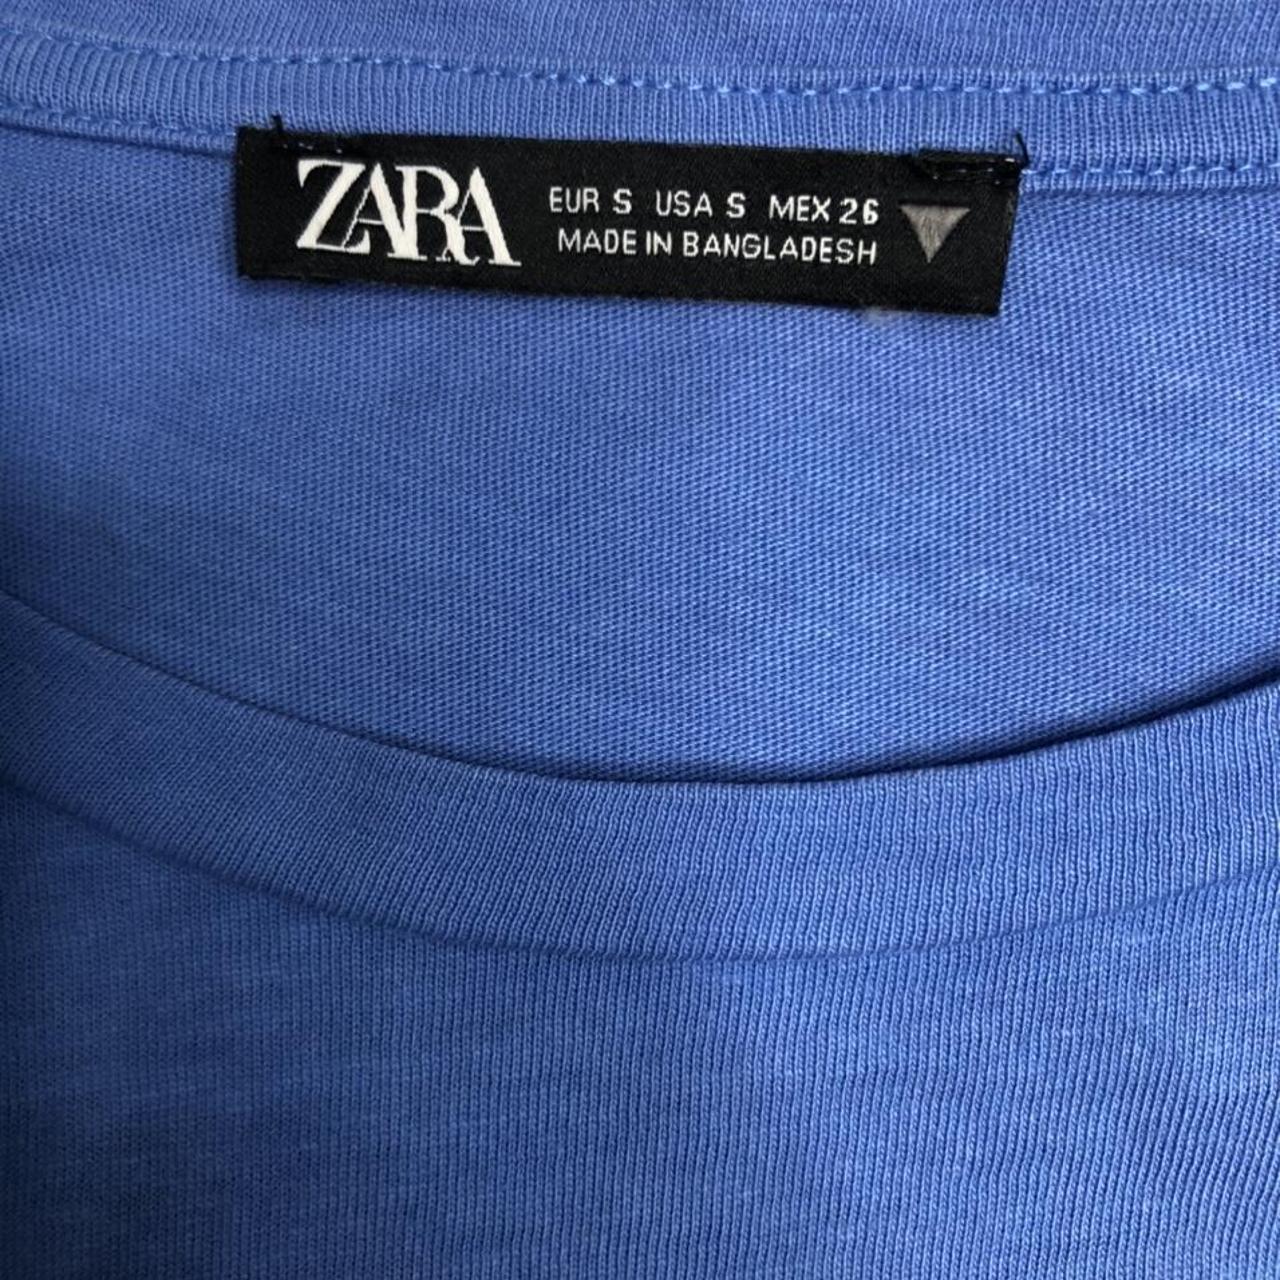 ZARA
EUR S USA S MEX 26
MADE IN BANGLADESH